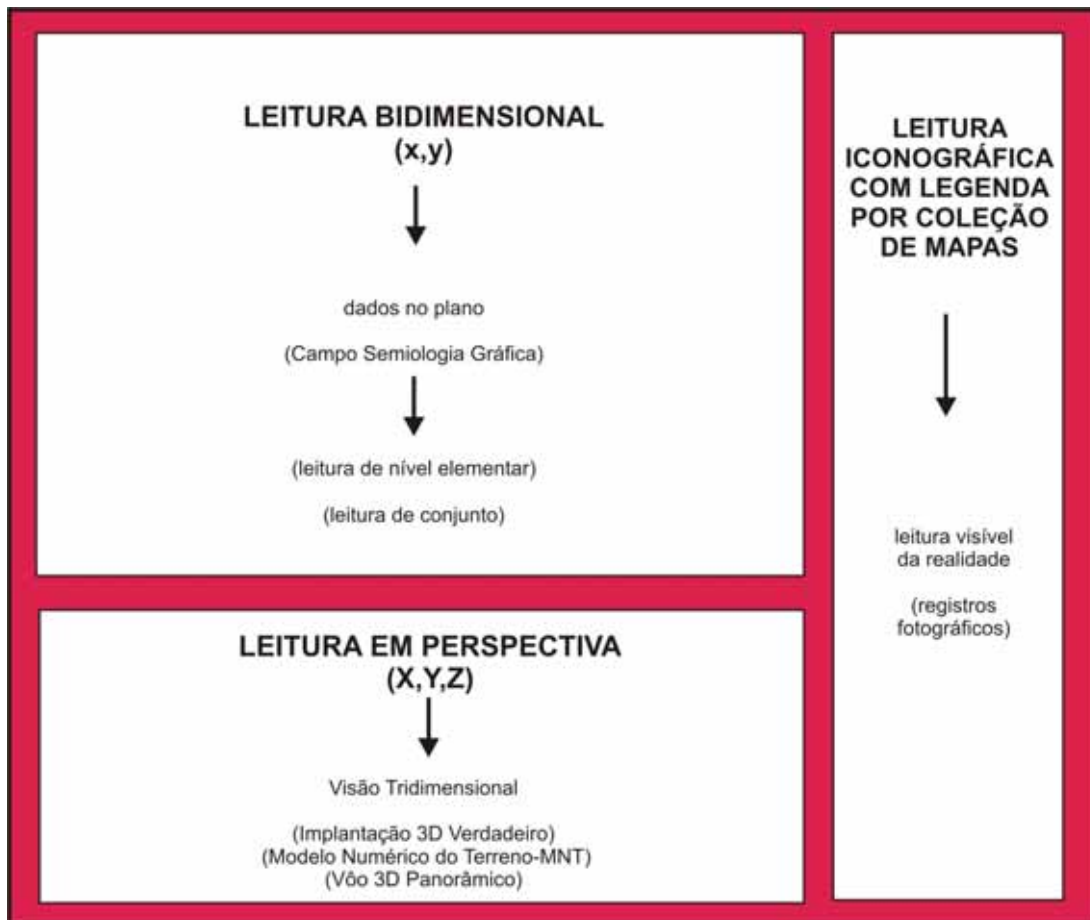 LEITURA BIDIMENSIONAL
(x,y)
dados no plano
(Campo Semiologia Gráfica)
(leitura de nível elementar)
(leitura de conjunto)
LEITURA EM PERSPECTIVA
(X,Y,Z)
Visão Tridimensional
(Implantação 3D Verdadeiro)
(Modelo Numérico do Terreno-MNT)
(Vôo 3D Panorâmico)
LEITURA
ICONOGRÁFICA
COM LEGENDA
POR COLEÇÃO
DE MAPAS
leitura visível
da realidade
(registros
fotográficos)